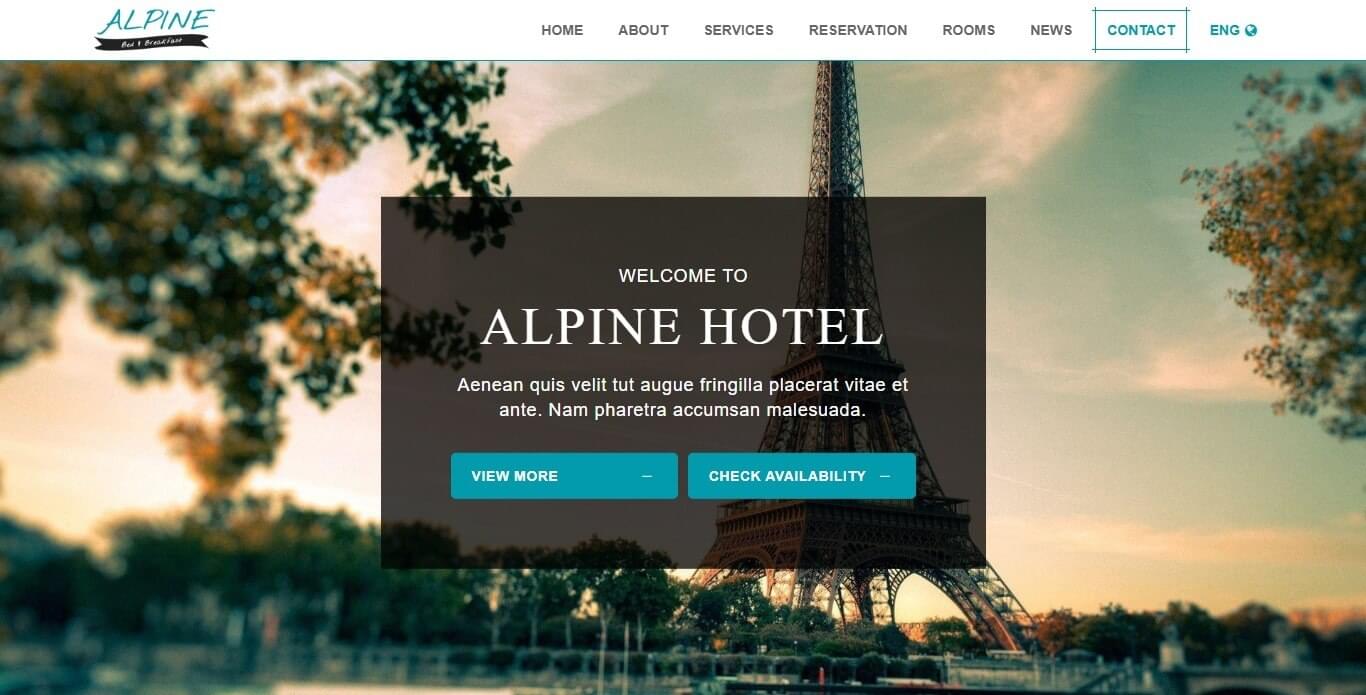 ALPINE
Bed & Breakfast
HOME ABOUT SERVICES RESERVATION ROOMS NEWS CONTACT ENG
WELCOME TO
ALPINE HOTEL
Aenean quis velit tut augue fringilla placerat vitae et
ante. Nam pharetra accumsan malesuada.
VIEW MORE CHECK AVAILABILITY